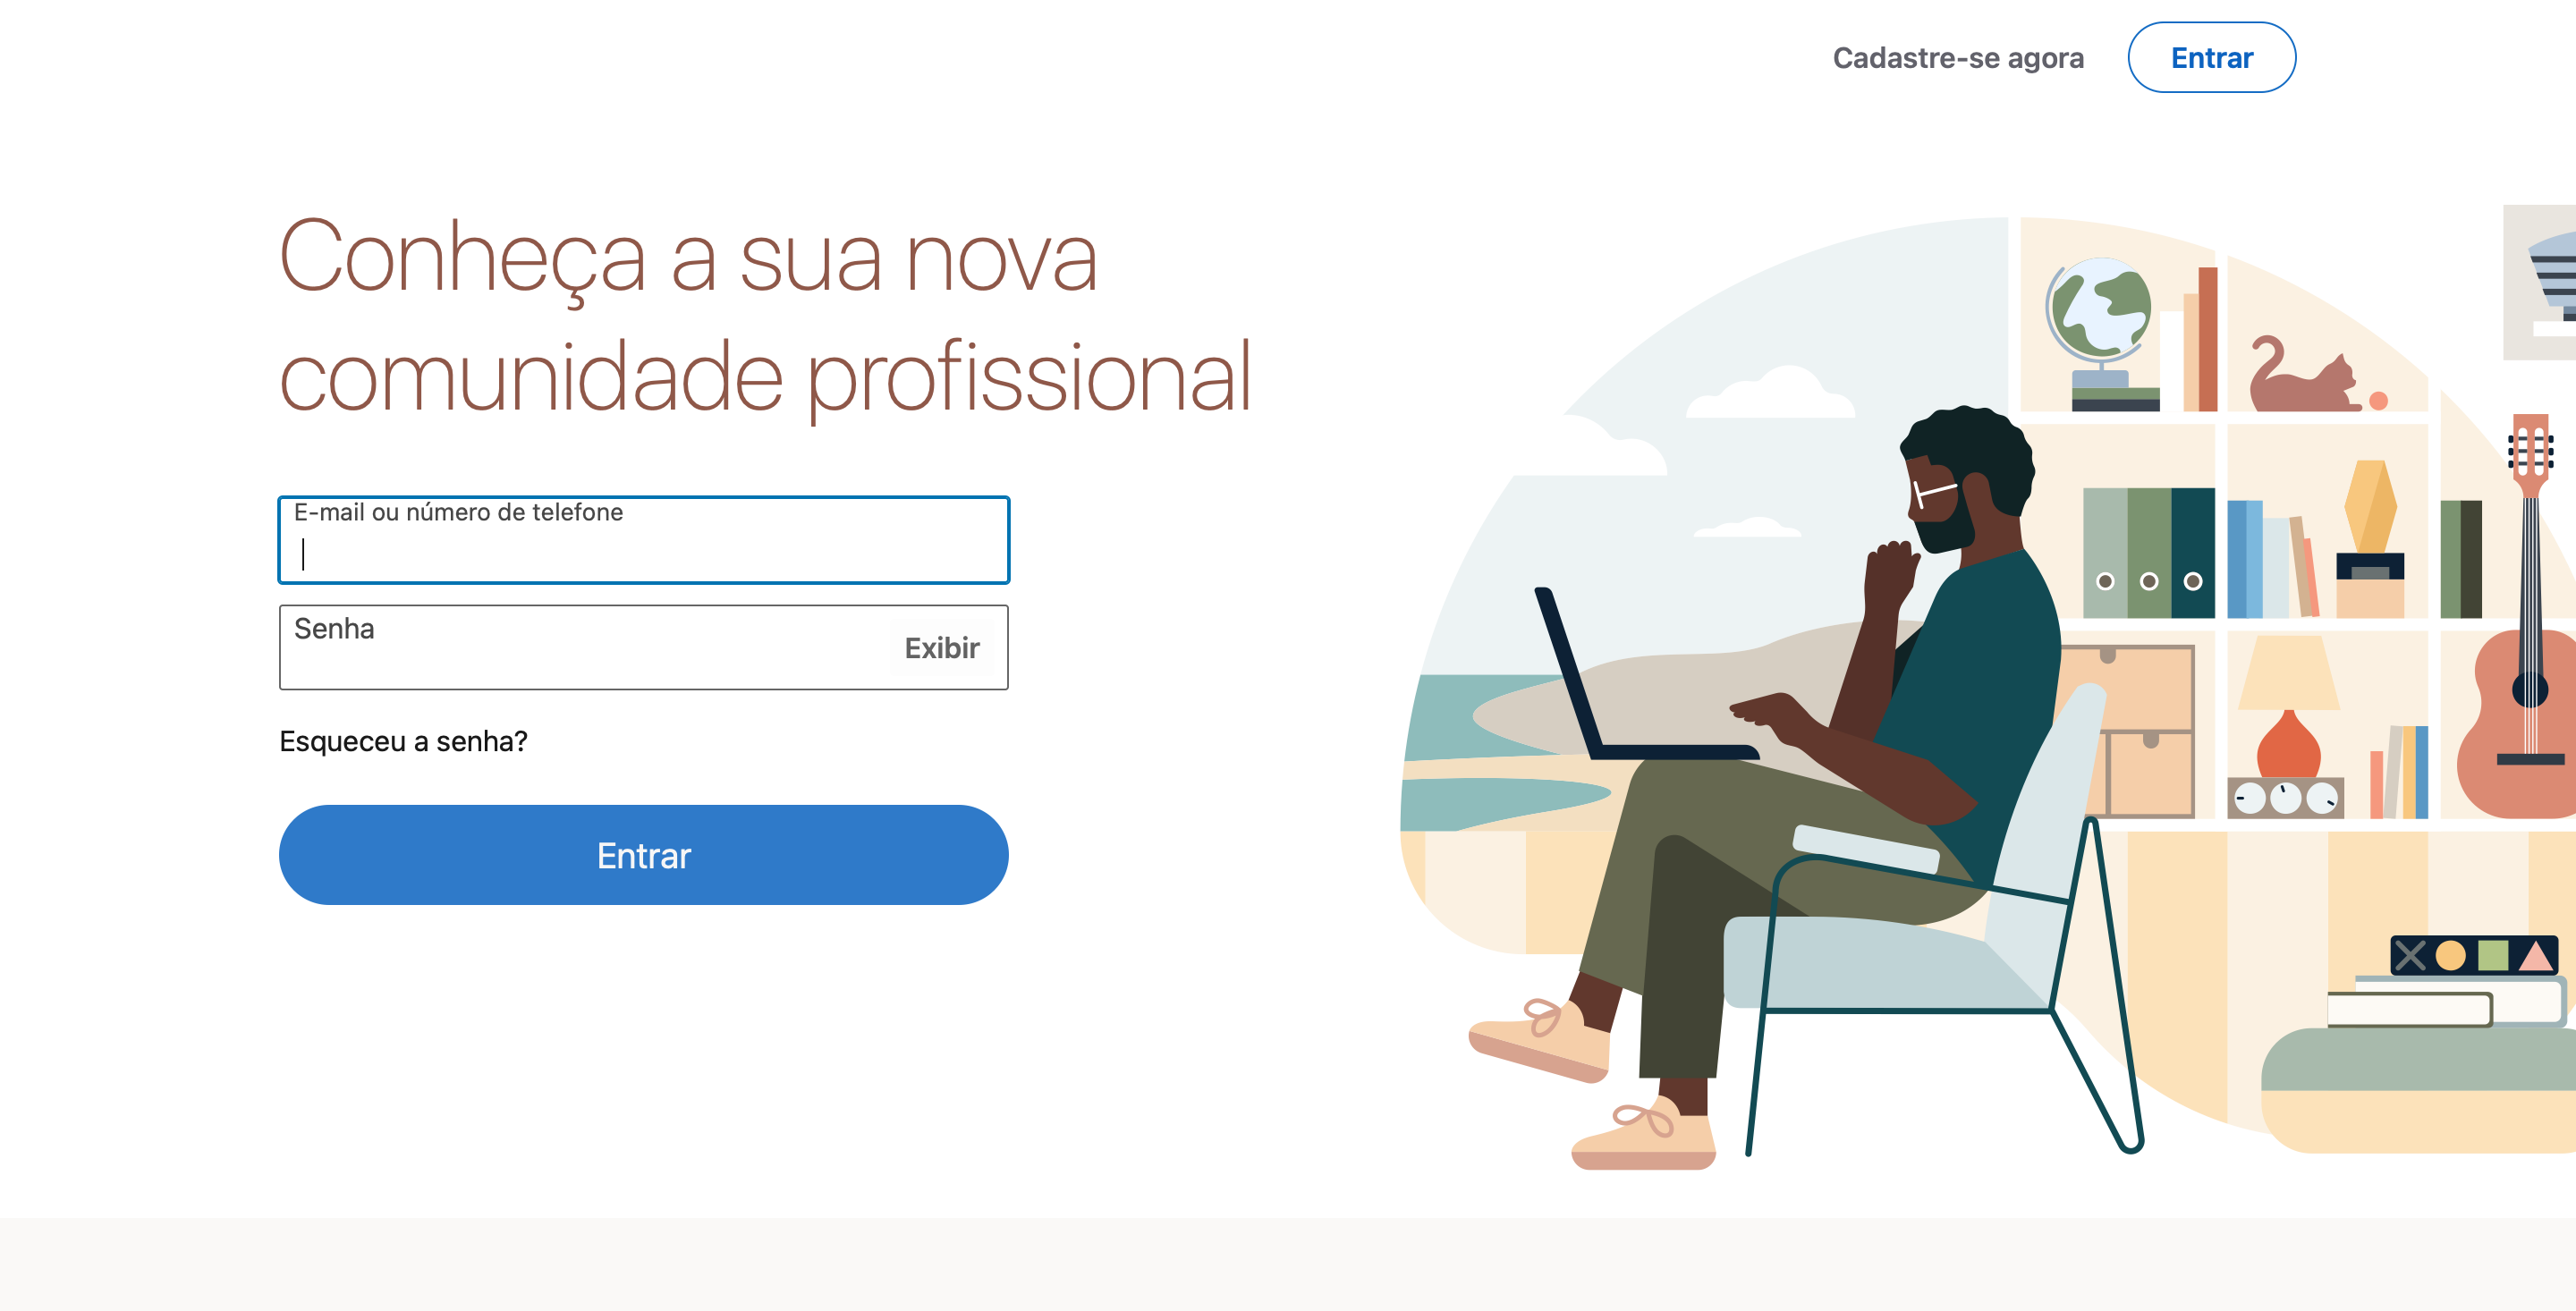 Cadastre-se agora
Entrar
Conheça a sua nova
comunidade profissional
E-mail ou número de telefone
Senha
Exibir
Esqueceu a senha?
Entrar